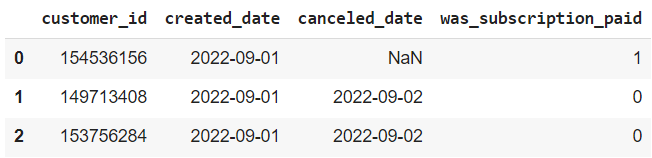 customer_id created_date canceled_date was_subscription_paid
0 154536156 2022-09-01 NaN 1
1 149713408 2022-09-01 2022-09-02 0
2 153756284 2022-09-01 2022-09-02 0